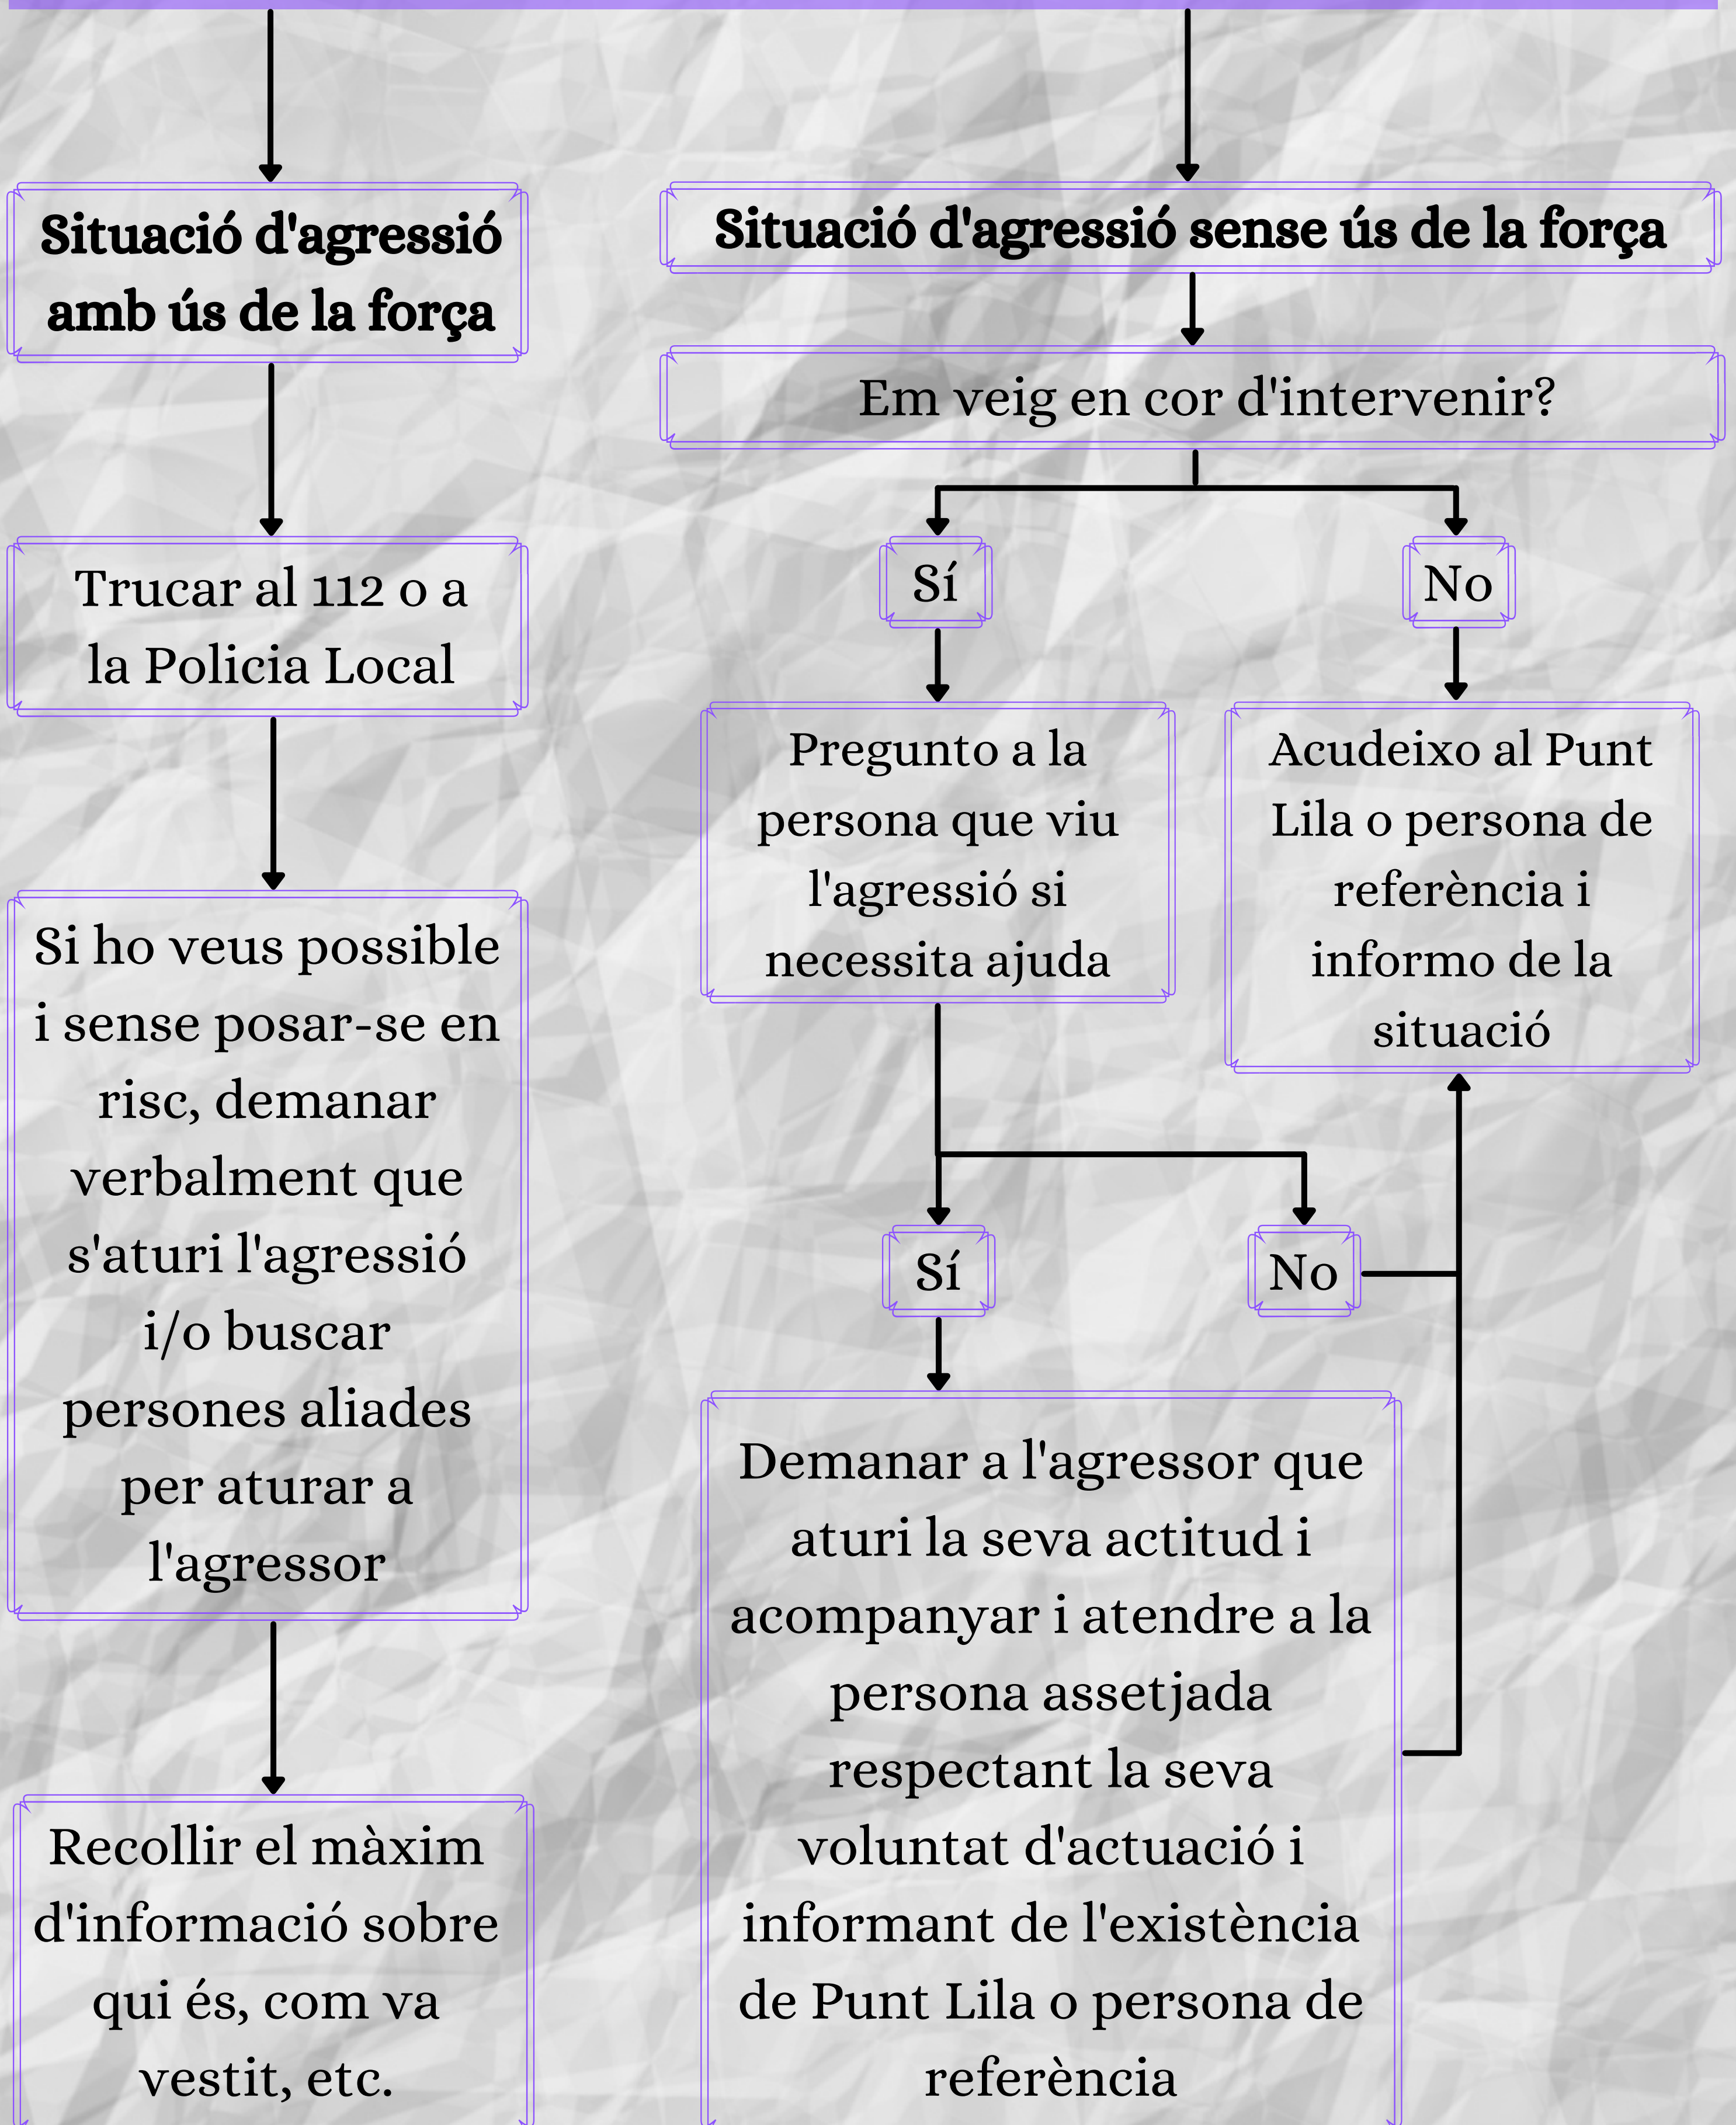 Situació d'agressió
amb ús de la força
Trucar al 112 o a
la Policia Local
Si ho veus possible
i sense posar-se en
risc, demanar
verbalment que
s'aturi l'agressió
i/o buscar
persones aliades
per aturar a
l'agressor
Recollir el màxim
d'informació sobre
qui és, com va
vestit, etc.
Situació d'agressió sense ús de la força
Em veig en cor d'intervenir?
Sí
No
Pregunto a la
persona que viu
l'agressió si
necessita ajuda
Acudeixo al Punt
Lila o persona de
referència i
informo de la
situació
Sí
No
Demanar a l'agressor que
aturi la seva actitud i
acompanyar i atendre a la
persona assetjada
respectant la seva
voluntat d'actuació i
informant de l'existència
de Punt Lila o persona de
referència